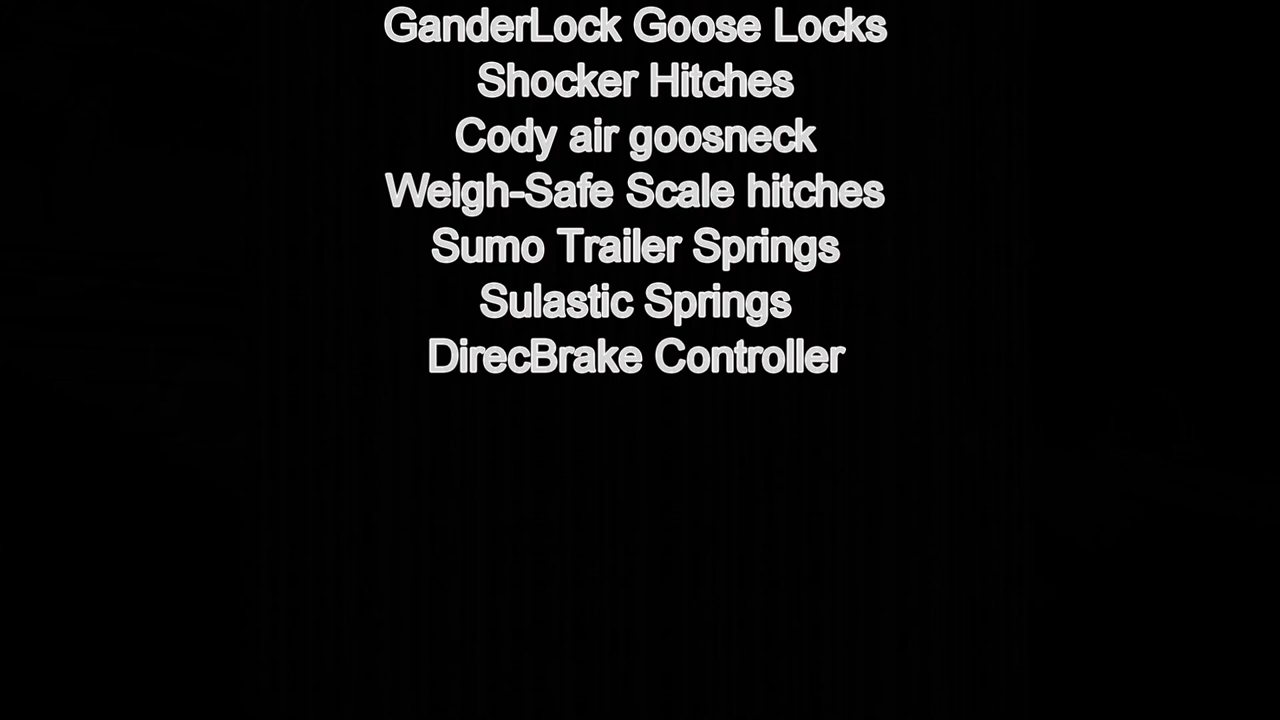 GanderLock Goose Locks
Shocker Hitches
Cody air goosneck
Weigh-Safe Scale hitches
Sumo Trailer Springs
Sulastic Springs
DirecBrake Controller